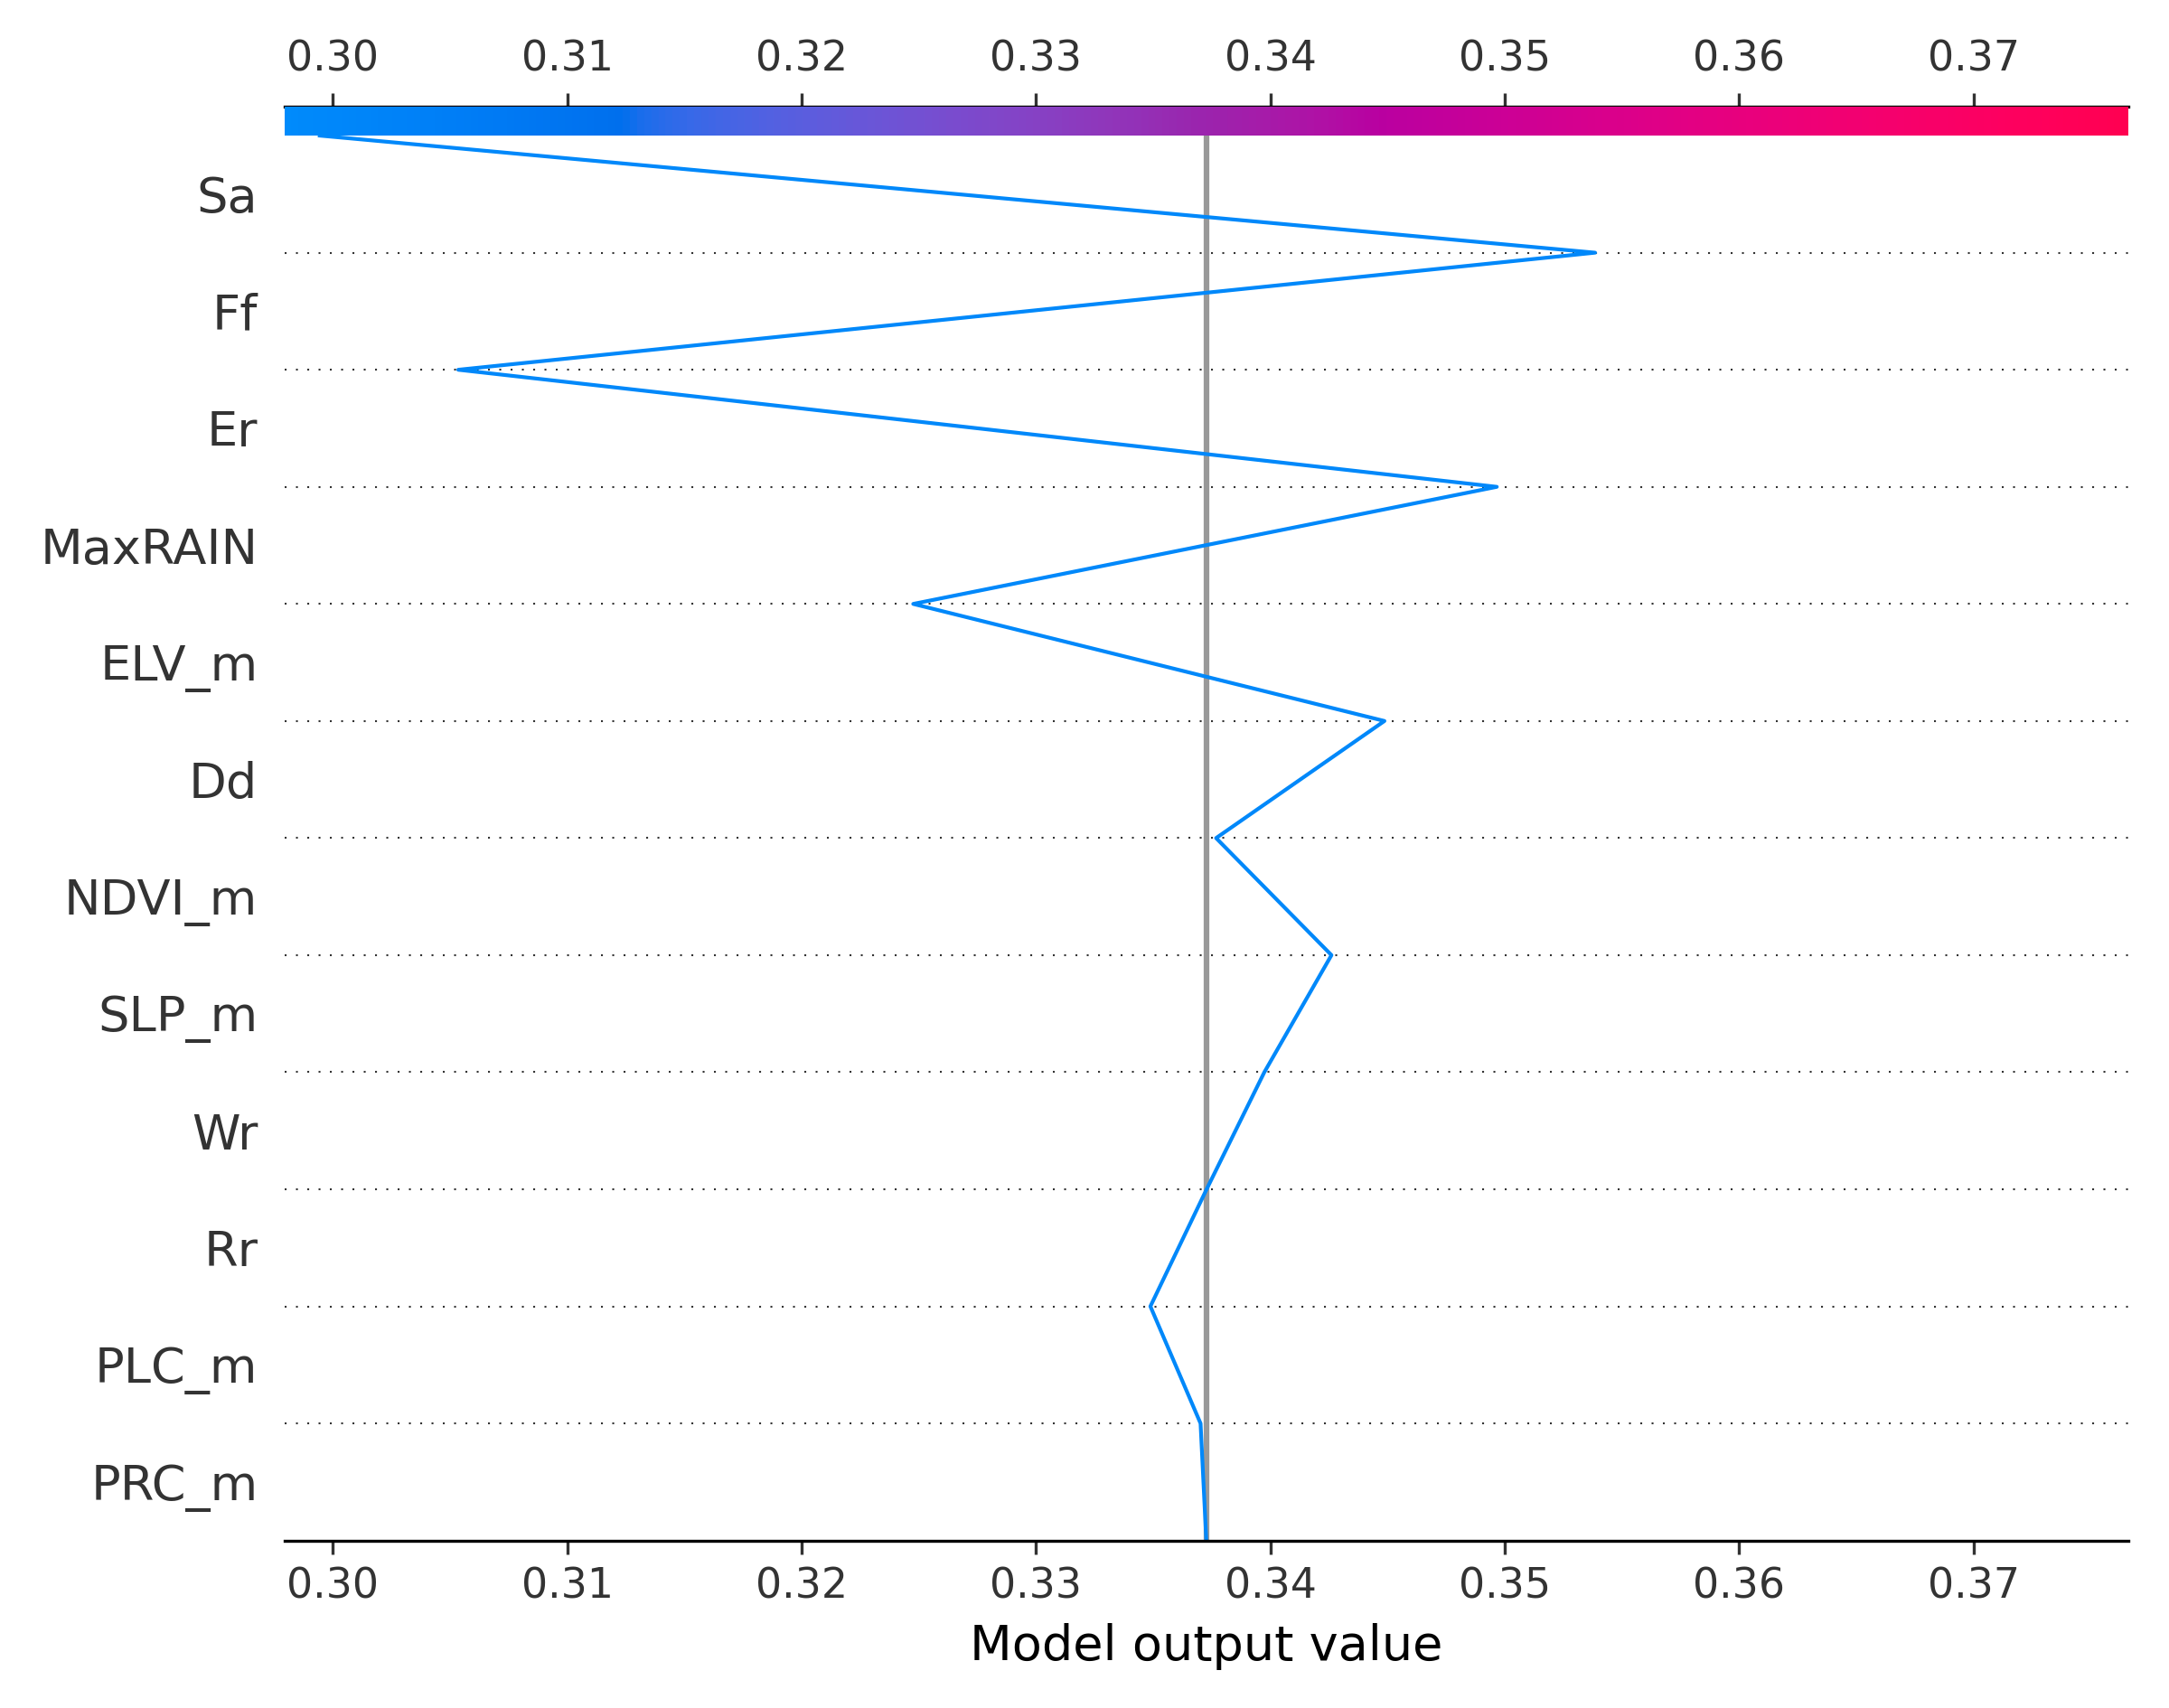 0.30 0.31 0.32 0.33 0.34 0.35 0.36 0.37
Sa
Ff
Er
MaxRAIN
ELV_m
Dd
NDVI_m
SLP_m
Wr
Rr
PLC_m
PRC_m
0.30 0.31 0.32 0.33 0.34 0.35 0.36 0.37
Model output value